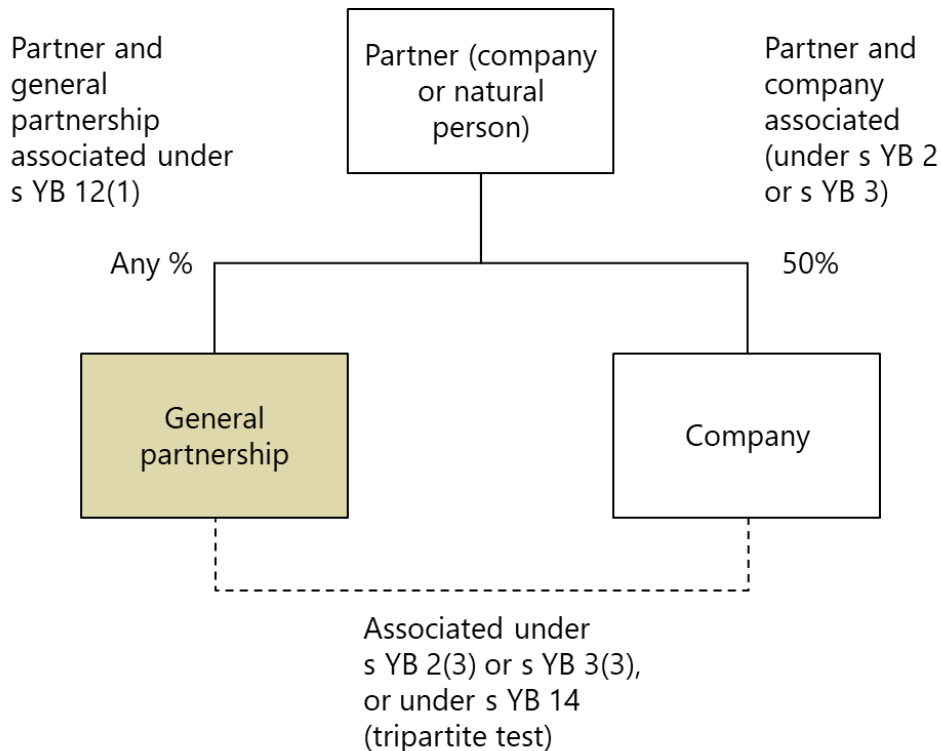 Partner and
general
partnership
associated under
s YB 12(1)
Partner (company
or natural
person)
Partner and
company
associated
(under s YB 2
or s YB 3)
Any %
50%
General
partnership
Company
Associated under
s YB 2(3) or s YB 3(3),
or under s YB 14
(tripartite test)